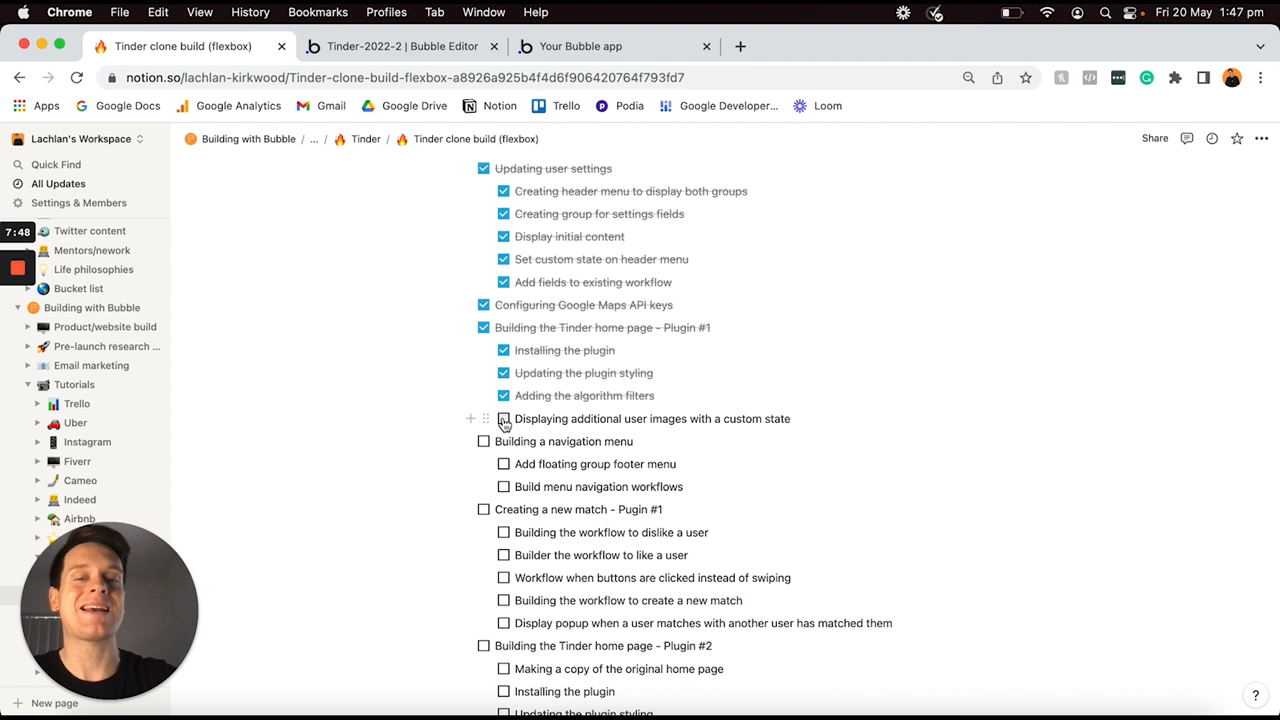 Chrome File Edit View History Bookmarks Profiles Tab Window Help Fri 20 May 1:47 pm
Tinder clone build (flexbox) Tinder-2022-2 | Bubble Editor Your Bubble app
notion.so/lachlan-kirkwood/Tinder-clone-build-flexbox-a8926a925b4f4d6f906420764f793fd7
Apps Google Docs Google Analytics Gmail Google Drive Notion Trello Podia Google Developer... Loom
Lachlan's Workspace Building with Bubble / ... / Tinder / Tinder clone build (flexbox) Share
Quick Find
All Updates
Settings & Members
7:48
Twitter content
Mentors/nework
Life philosophies
Bucket list
Building with Bubble
Product/website build
Pre-launch research ...
Email marketing
Tutorials
Trello
Uber
Instagram
Fiverr
Cameo
Indeed
Airbnb
New page
Updating user settings
Creating header menu to display both groups
Creating group for settings fields
Display initial content
Set custom state on header menu
Add fields to existing workflow
Configuring Google Maps API keys
Building the Tinder home page - Plugin #1
Installing the plugin
Updating the plugin styling
Adding the algorithm filters
Displaying additional user images with a custom state
Building a navigation menu
Add floating group footer menu
Build menu navigation workflows
Creating a new match - Pugin #1
Building the workflow to dislike a user
Builder the workflow to like a user
Workflow when buttons are clicked instead of swiping
Building the workflow to create a new match
Display popup when a user matches with another user has matched them
Building the Tinder home page - Plugin #2
Making a copy of the original home page
Installing the plugin
Updating the plugin styling
?